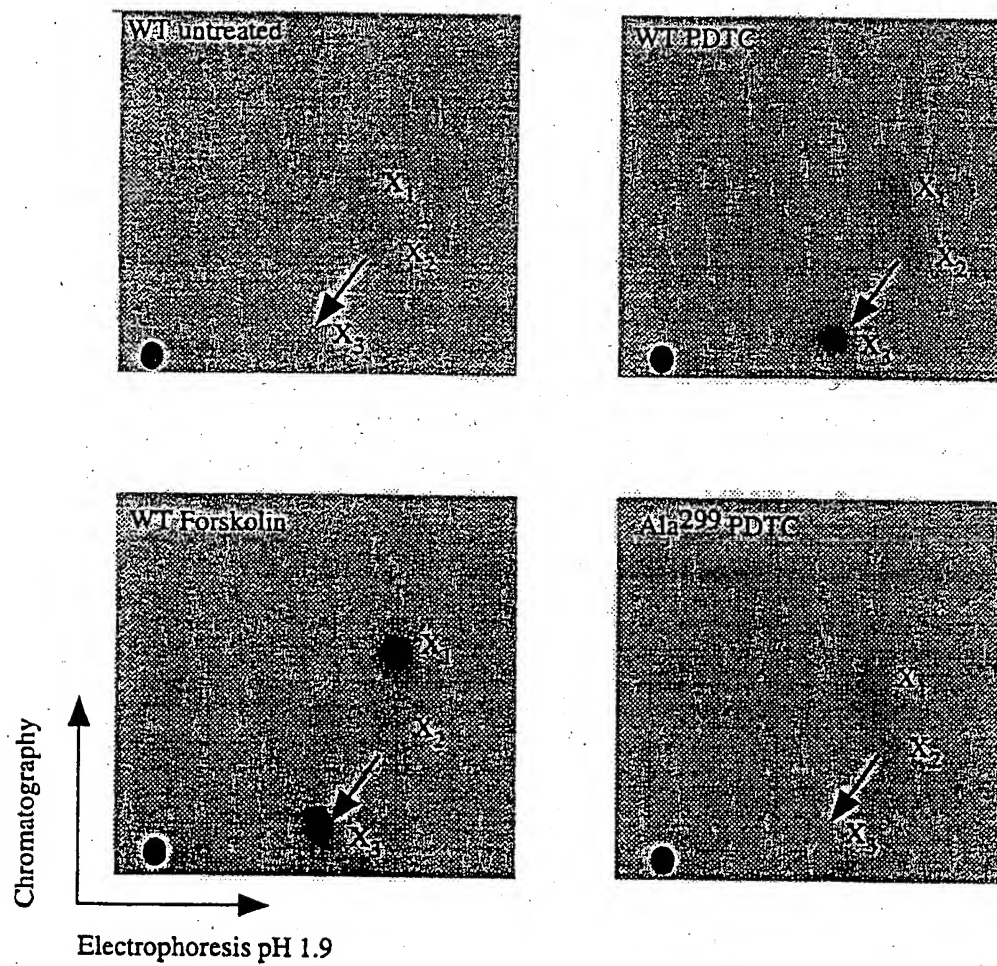 WT untreated
X₁
X₂
X₃
WT PDTC
X₁
X₂
X₃
WT Forskolin
X₁
X₂
X₃
Ala²⁹⁹ PDTC
X₁
X₂
X₃
Chromatography
Electrophoresis pH 1.9